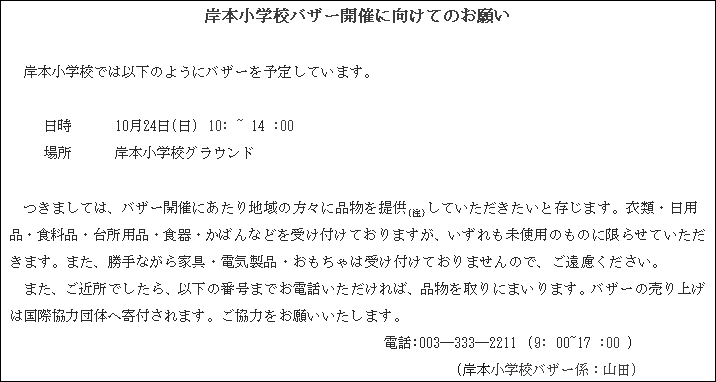 岸本小学校バザー開催に向けてのお願い
岸本小学校では以下のようにバザーを予定しています。
日時 10月24日(日) 10: ~ 14 :00
場所 岸本小学校グラウンド
つきましては、バザー開催にあたり地域の方々に品物を提供(注)していただきたいと存じます。衣類・日用
品・食料品・台所用品・食器・かばんなどを受け付けておりますが、いずれも未使用のものに限らせていただ
きます。また、勝手ながら家具・電気製品・おもちゃは受け付けておりませんので、ご遠慮ください。
また、ご近所でしたら、以下の番号までお電話いただければ、品物を取りにまいります。バザーの売り上げ
は国際協力団体へ寄付されます。ご協力をお願いいたします。
電話:003―333―2211 (9: 00~17 :00 )
(岸本小学校バザー係：山田)